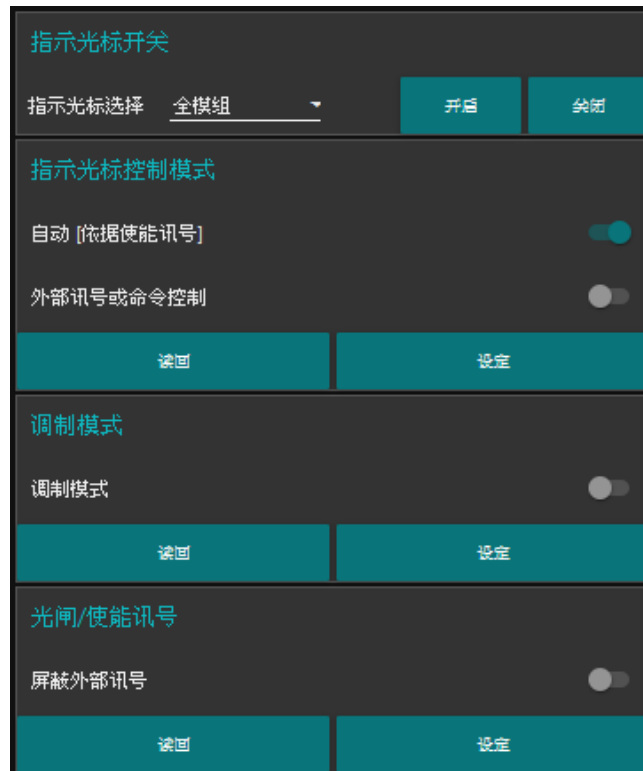 指示光标开关
指示光标选择 全模组 开启 关闭
指示光标控制模式
自动 [依据使能讯号]
外部讯号或命令控制
读回 设定
调制模式
调制模式
读回 设定
光闸/使能讯号
屏蔽外部讯号
读回 设定